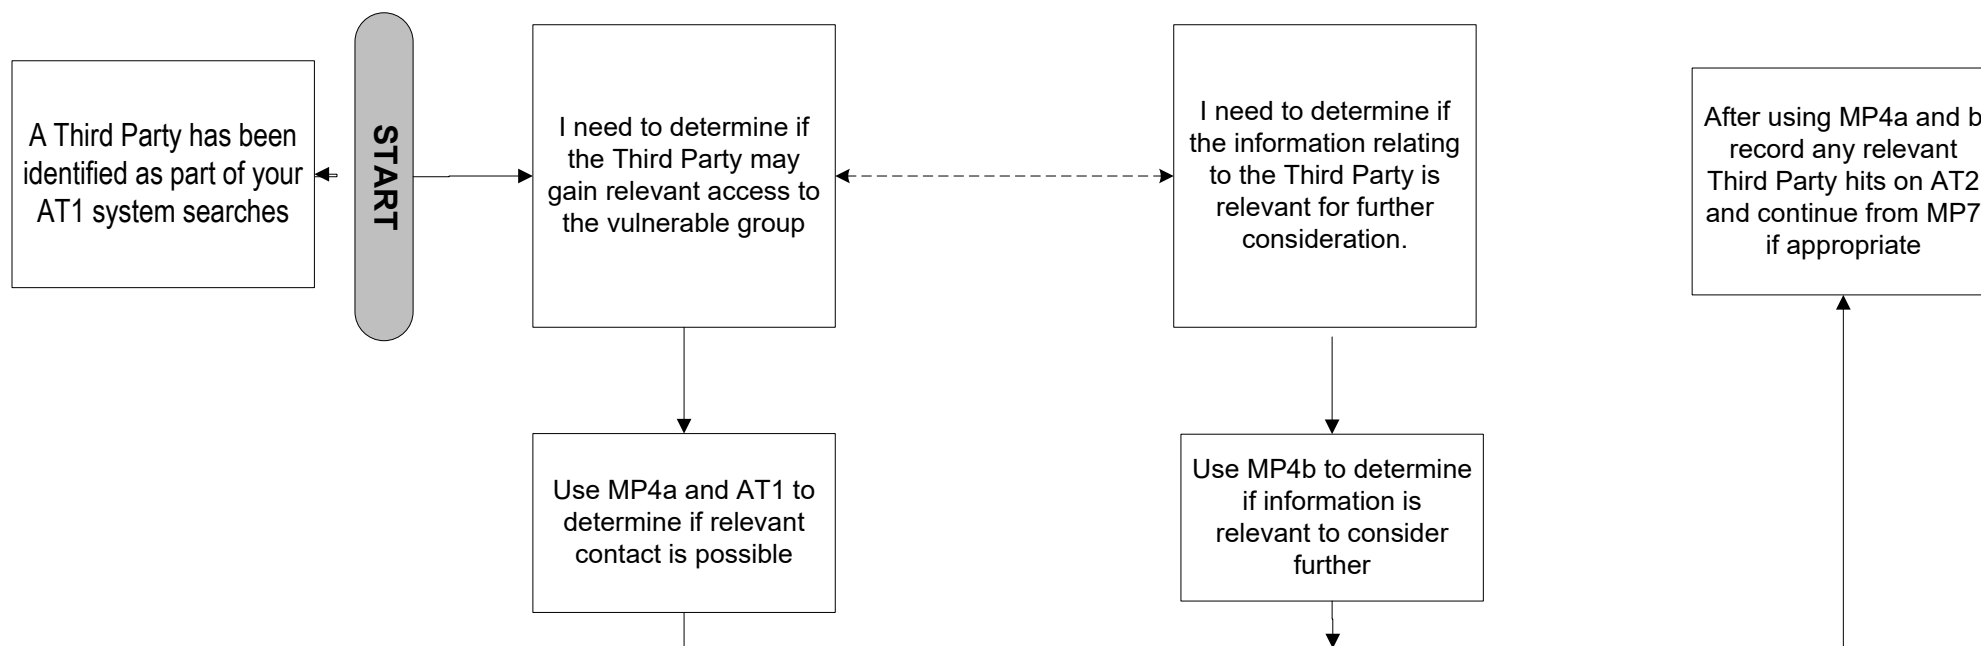 A Third Party has been
identified as part of your
AT1 system searches
START
I need to determine if
the Third Party may
gain relevant access to
the vulnerable group
I need to determine if
the information relating
to the Third Party is
relevant for further
consideration.
After using MP4a and b
record any relevant
Third Party hits on AT2
and continue from MP7
if appropriate
Use MP4a and AT1 to
determine if relevant
contact is possible
Use MP4b to determine
if information is
relevant to consider
further